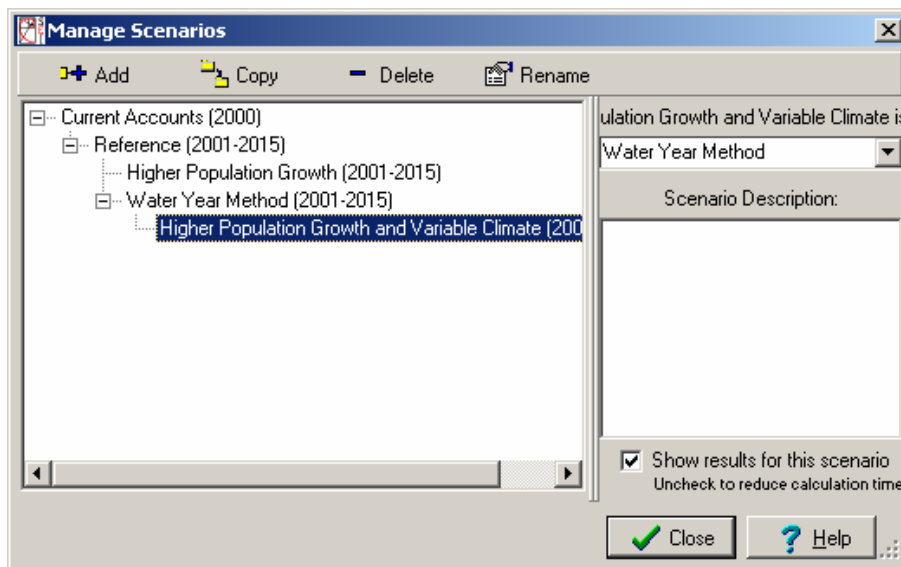 Manage Scenarios
Add Copy Delete Rename
Current Accounts (2000)
Reference (2001-2015)
Higher Population Growth (2001-2015)
Water Year Method (2001-2015)
Higher Population Growth and Variable Climate (200
ulation Growth and Variable Climate is
Water Year Method
Scenario Description:
Show results for this scenario
Uncheck to reduce calculation time
Close Help